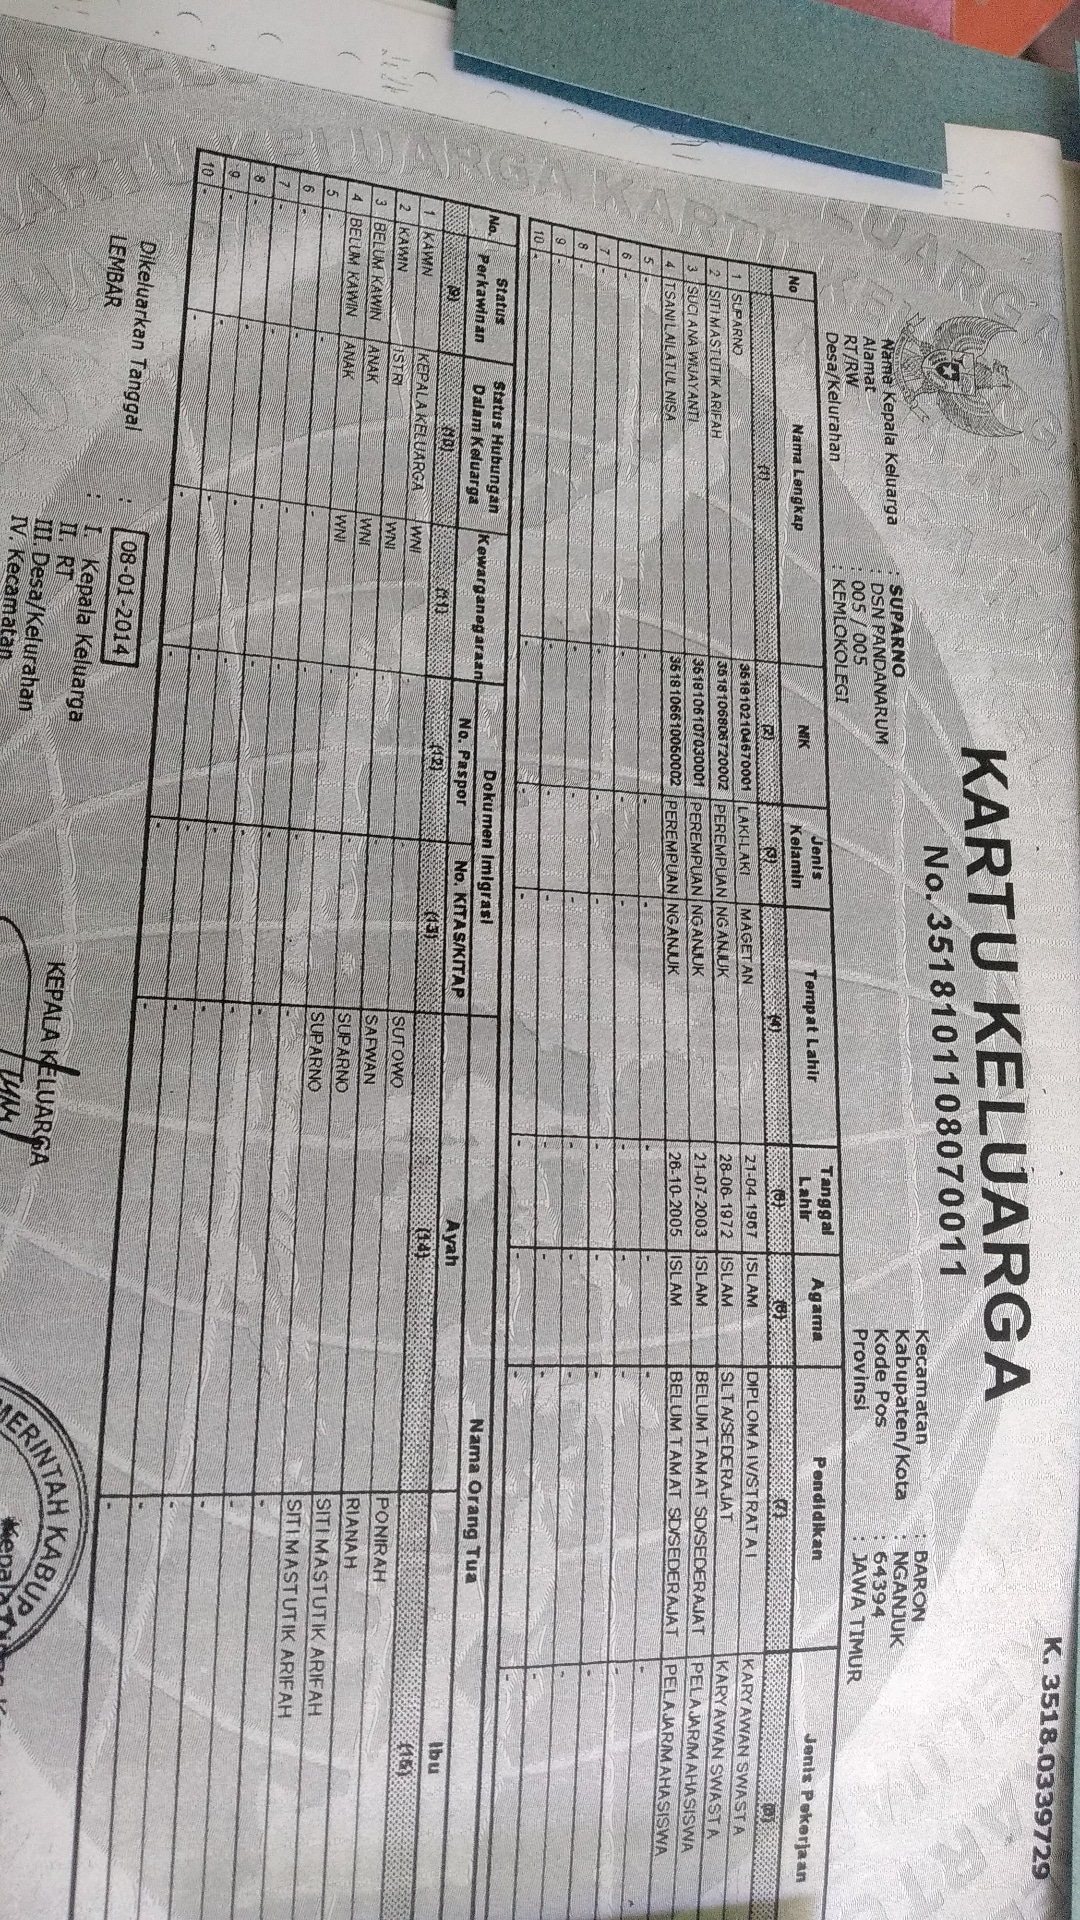 K. 3518.0339729
KARTU KELUARGA
No. 3518101108070011
Nama Kepala Keluarga : SUPARNO
Alamat : DSN PANDANARUM
RT/RW : 005 / 005
Desa/Kelurahan : KEMLOKOLEGI
Kecamatan : BARON
Kabupaten/Kota : NGANJUK
Kode Pos : 64394
Provinsi : JAWA TIMUR
No Nama Lengkap NIK Jenis Kelamin Tempat Lahir Tanggal Lahir Agama Pendidikan Jenis Pekerjaan
(1) (2) (3) (4) (5) (6) (7) (8)
1 SUPARNO 3518102104670001 LAKI-LAKI MAGETAN 21-04-1967 ISLAM DIPLOMA IV/STRATA I KARYAWAN SWASTA
2 SITI MASTUTIK ARIFAH 3518106806720002 PEREMPUAN NGANJUK 28-06-1972 ISLAM SLTA/SEDERAJAT KARYAWAN SWASTA
3 SUCI ANA WIJAYANTI 3518106107030001 PEREMPUAN NGANJUK 21-07-2003 ISLAM BELUM TAMAT SD/SEDERAJAT PELAJAR/MAHASISWA
4 TSANI LAILATUL NISA 3518106610050002 PEREMPUAN NGANJUK 26-10-2005 ISLAM BELUM TAMAT SD/SEDERAJAT PELAJAR/MAHASISWA
5 - - - - - - - -
6 - - - - - - - -
7 - - - - - - - -
8 - - - - - - - -
9 - - - - - - - -
10 - - - - - - - -
No. Status Perkawinan Status Hubungan Dalam Keluarga Kewarganegaraan Dokumen Imigrasi Nama Orang Tua
No. Paspor No. KITAS/KITAP Ayah Ibu
(9) (10) (11) (12) (13) (14) (15)
1 KAWIN KEPALA KELUARGA WNI - - SUTOWO PONIRAH
2 KAWIN ISTRI WNI - - SAFWAN RIANAH
3 BELUM KAWIN ANAK WNI - - SUPARNO SITI MASTUTIK ARIFAH
4 BELUM KAWIN ANAK WNI - - SUPARNO SITI MASTUTIK ARIFAH
5 - - - - - - -
6 - - - - - - -
7 - - - - - - -
8 - - - - - - -
9 - - - - - - -
10 - - - - - - -
Dikeluarkan Tanggal : 08-01-2014
LEMBAR : I. Kepala Keluarga
II. RT
III. Desa/Kelurahan
IV. Kecamatan
KEPALA KELUARGA
MERINTAH KABUP